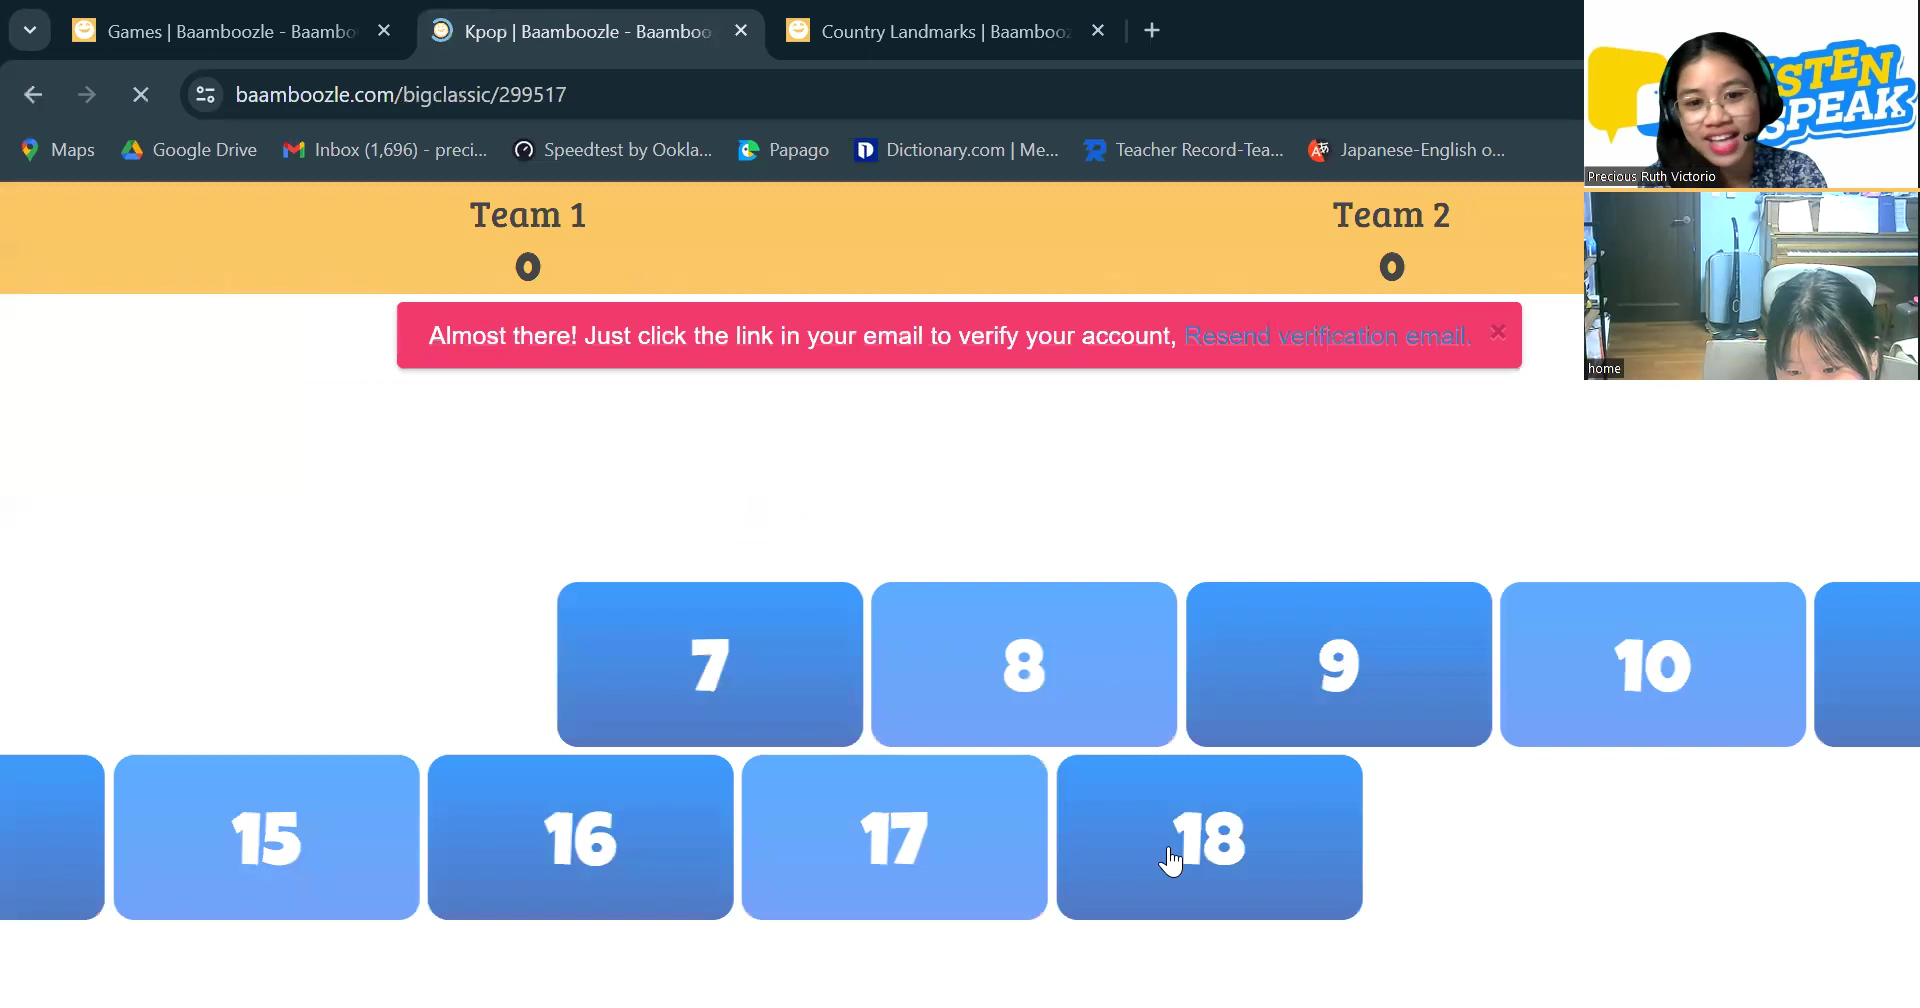 Games | Baamboozle - Baambo
Kpop | Baamboozle - Baamboo
Country Landmarks | Baambooz
baamboozle.com/bigclassic/299517
Maps
Google Drive
Inbox (1,696) - preci...
Speedtest by Ookla...
Papago
Dictionary.com | Me...
Teacher Record-Tea...
Japanese-English o...
Team 1
0
Team 2
0
Almost there! Just click the link in your email to verify your account, Resend verification email.
7
8
9
10
15
16
17
18
ISTEN
SPEAK
Precious Ruth Victorio
home